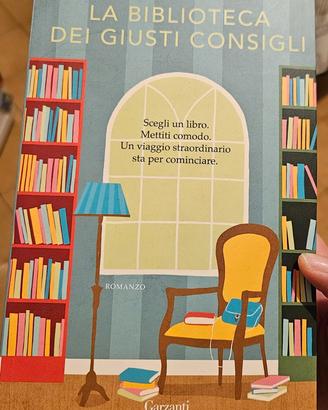 LA BIBLIOTECA
DEI GIUSTI CONSIGLI
Scegli un libro.
Mettiti comodo.
Un viaggio straordinario
sta per cominciare.
ROMANZO
Garzanti